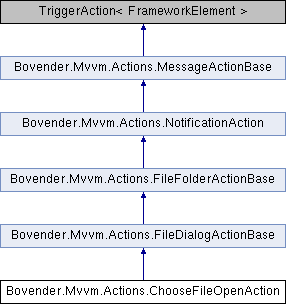 TriggerAction< FrameworkElement >
Bovender.Mvvm.Actions.MessageActionBase
Bovender.Mvvm.Actions.NotificationAction
Bovender.Mvvm.Actions.FileFolderActionBase
Bovender.Mvvm.Actions.FileDialogActionBase
Bovender.Mvvm.Actions.ChooseFileOpenAction